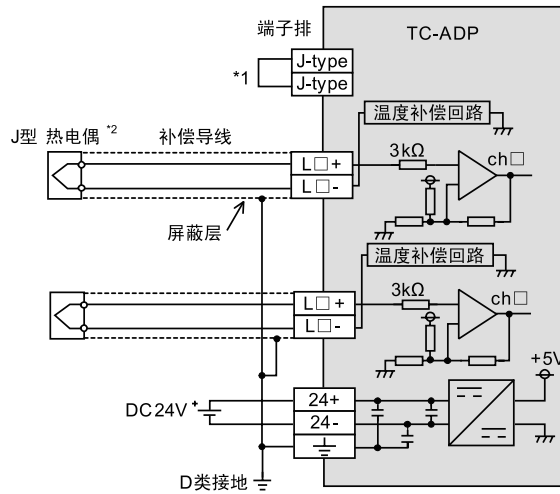 端子排
TC-ADP
J-type
J-type
*1
温度补偿回路
J型 热电偶 *2
补偿导线
L□+
L□-
3kΩ
ch□
屏蔽层
温度补偿回路
L□+
L□-
3kΩ
ch□
+5V
DC24V
+
24+
24-
D类接地